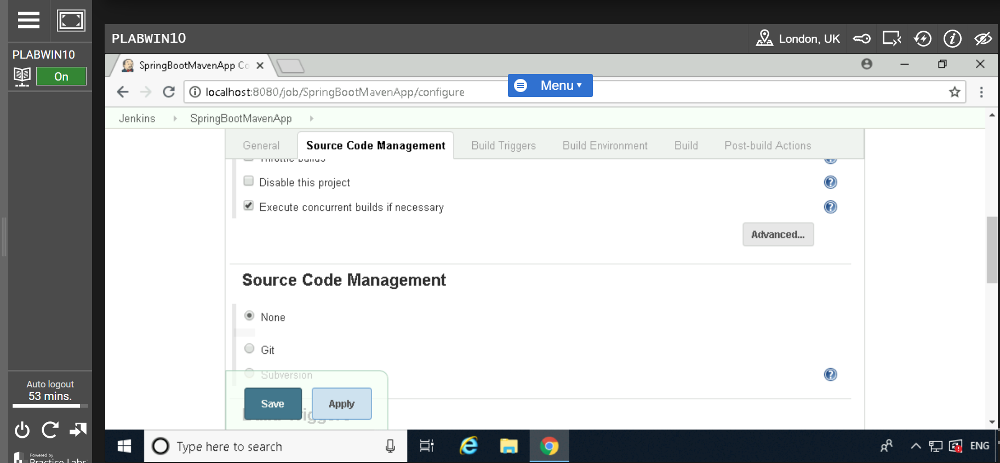 PLABWIN10
London, UK
PLABWIN10
On
SpringBootMavenApp Co
Menu
localhost:8080/job/SpringBootMavenApp/configure
Jenkins
SpringBootMavenApp
General
Source Code Management
Build Triggers
Build Environment
Build
Post-build Actions
Throttle builds
Disable this project
Execute concurrent builds if necessary
Advanced...
Source Code Management
None
Git
Subversion
Save
Apply
Build Triggers
Auto logout
53 mins.
Powered by
Practice Labs
Type here to search
ENG